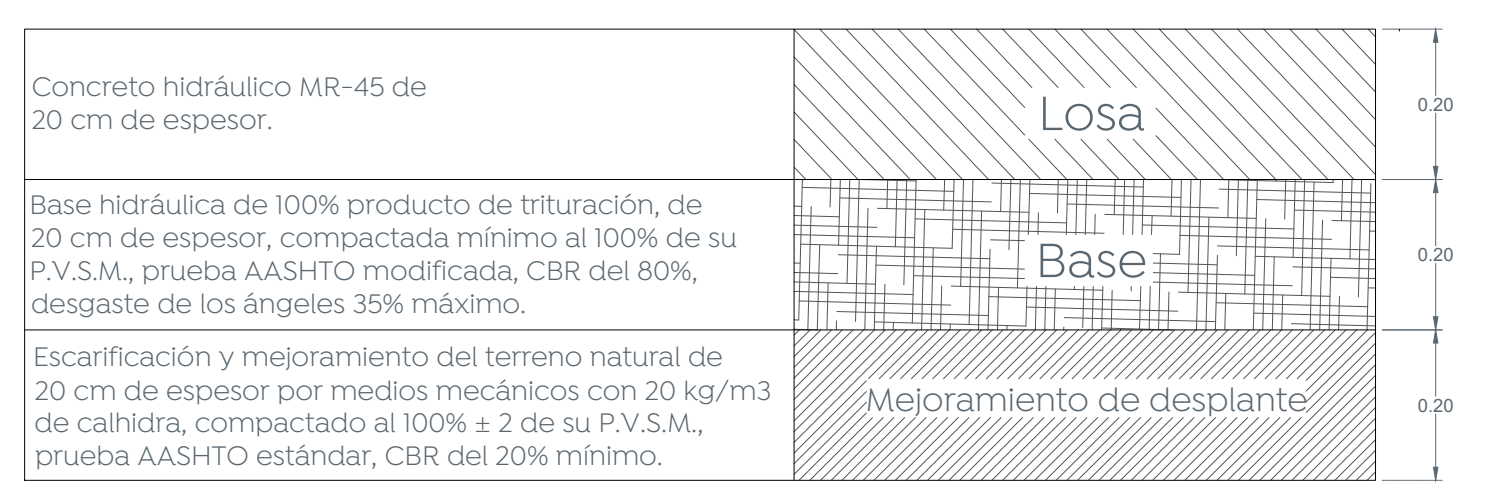 Concreto hidráulico MR-45 de
20 cm de espesor.
Losa
0.20
Base hidráulica de 100% producto de trituración, de
20 cm de espesor, compactada mínimo al 100% de su
P.V.S.M., prueba AASHTO modificada, CBR del 80%,
desgaste de los ángeles 35% máximo.
Base
0.20
Escarificación y mejoramiento del terreno natural de
20 cm de espesor por medios mecánicos con 20 kg/m3
de calhidra, compactado al 100% ± 2 de su P.V.S.M.,
prueba AASHTO estándar, CBR del 20% mínimo.
Mejoramiento de desplante
0.20